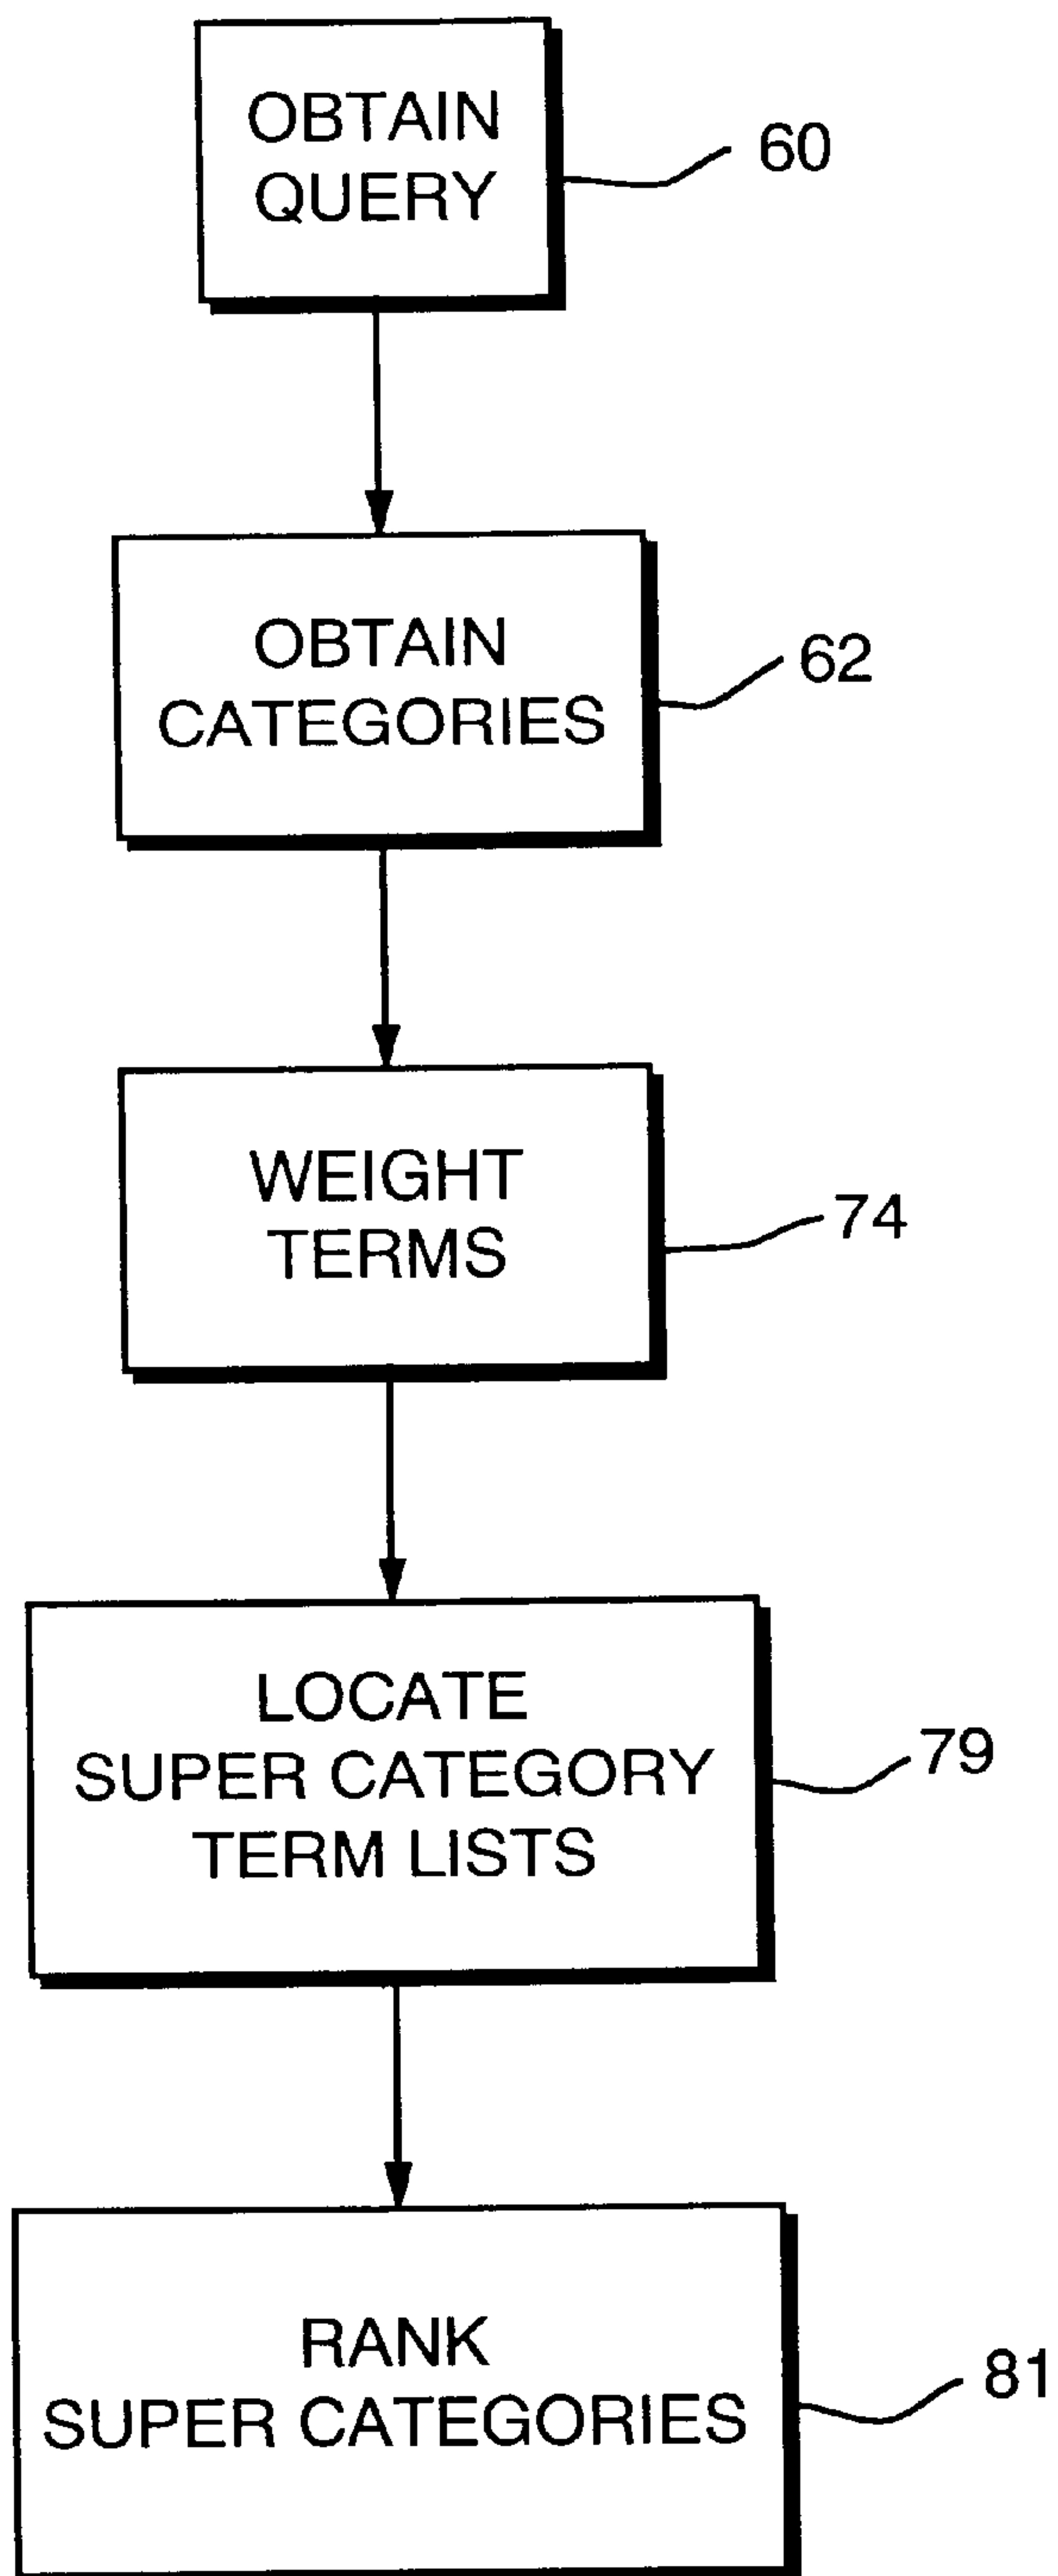 OBTAIN
QUERY
60
OBTAIN
CATEGORIES
62
WEIGHT
TERMS
74
LOCATE
SUPER CATEGORY
TERM LISTS
79
RANK
SUPER CATEGORIES
81